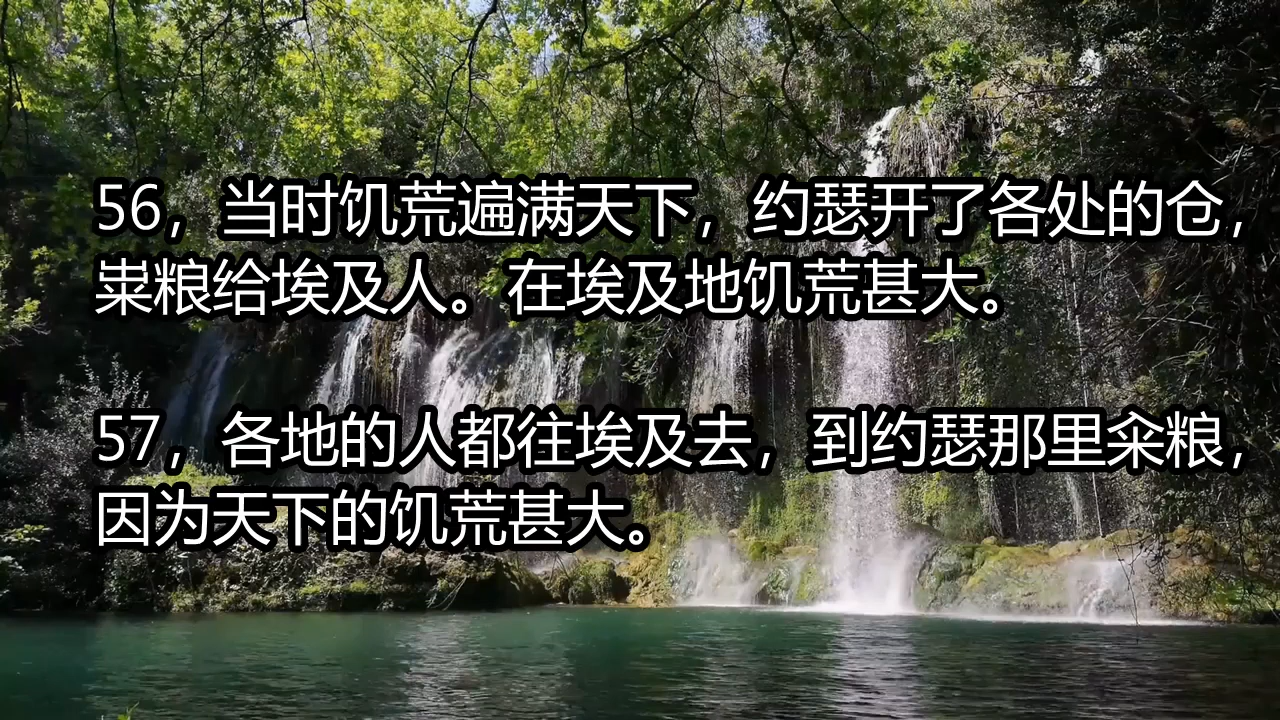 56，当时饥荒遍满天下，约瑟开了各处的仓，
粜粮给埃及人。在埃及地饥荒甚大。
57，各地的人都往埃及去，到约瑟那里籴粮，
因为天下的饥荒甚大。